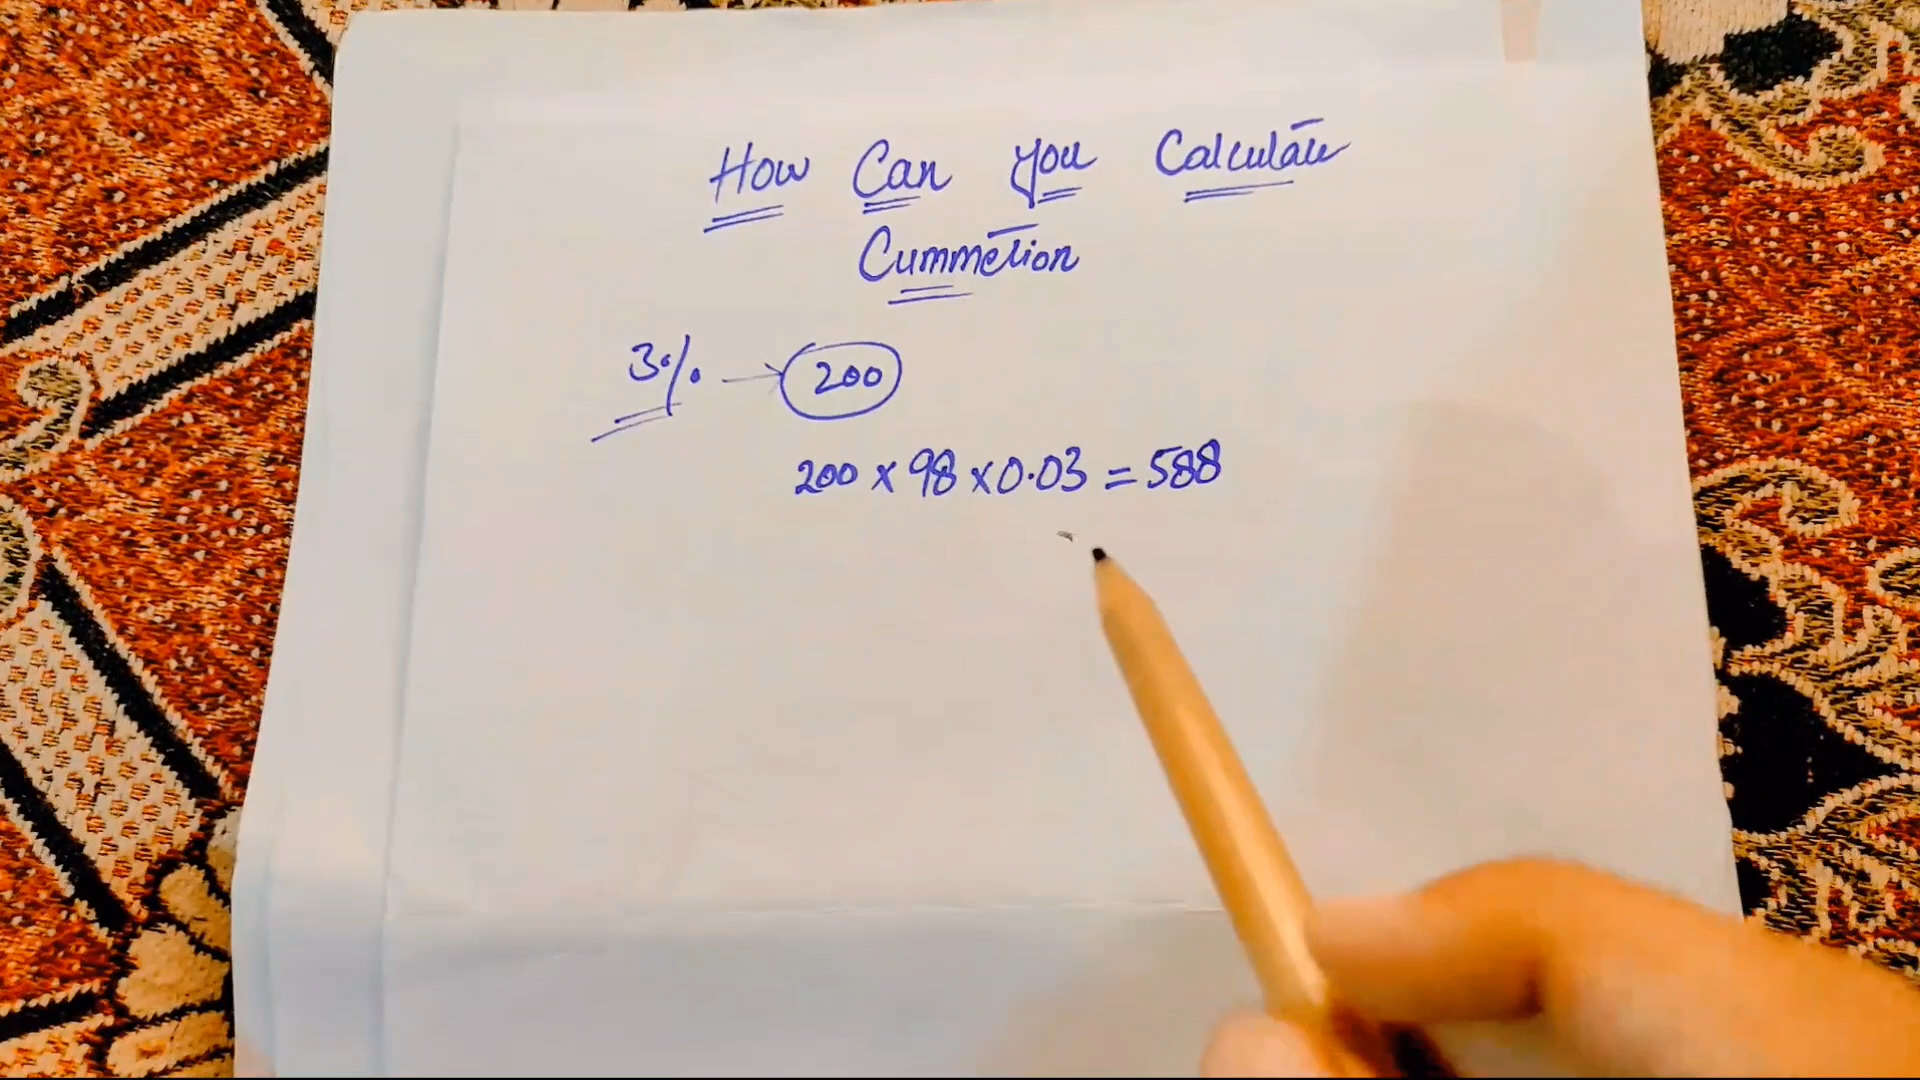 How Can you Calculate
Cummetion
3% → 200
200 x 98 x 0.03 = 588